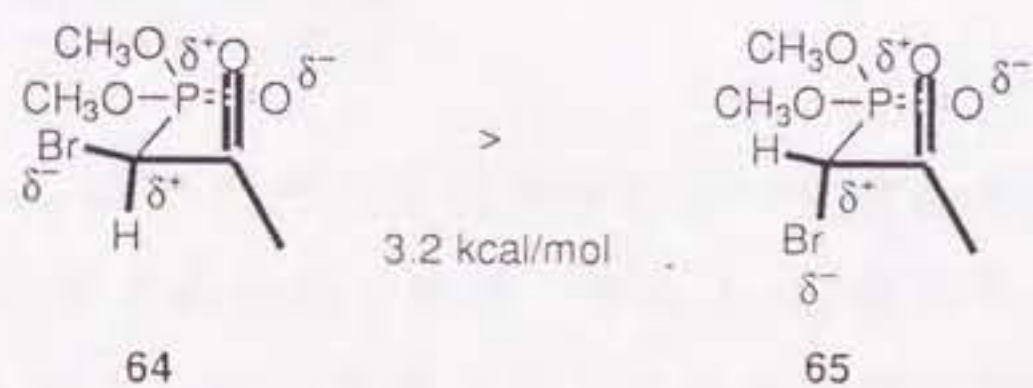 CH₃O δ⁺ O
CH₃O–P= O δ⁻
Br
δ⁻ δ⁺
H
64
>
3.2 kcal/mol
CH₃O δ⁺ O
CH₃O–P= O δ⁻
H
δ⁺
Br
δ⁻
65